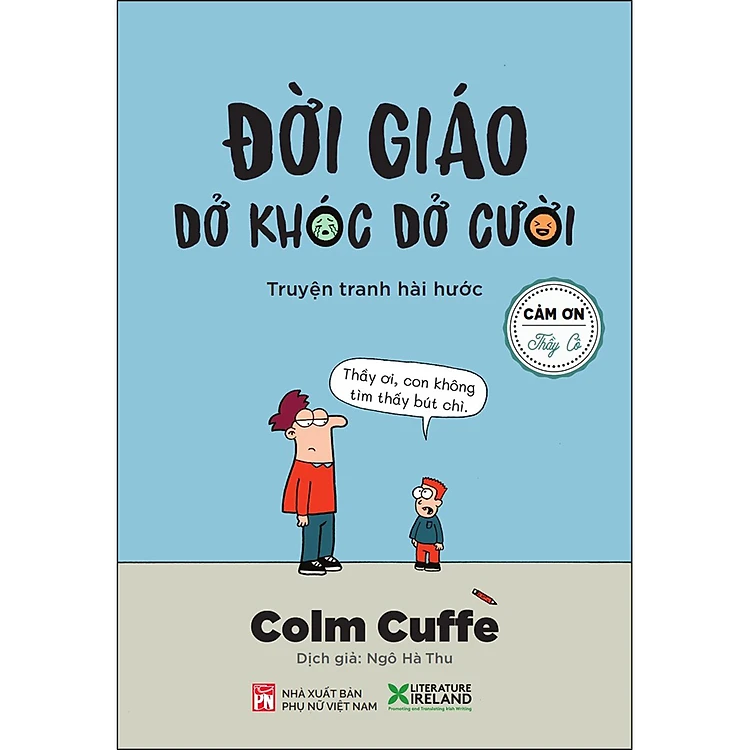 ĐỜI GIÁO
DỞ KHÓC DỞ CƯỜI
Truyện tranh hài hước
CẢM ƠN
Thầy Cô
Thầy ơi, con không
tìm thấy bút chì.
Colm Cuffe
Dịch giả: Ngô Hà Thu
PN
NHÀ XUẤT BẢN
PHỤ NỮ VIỆT NAM
LITERATURE
IRELAND
Promoting and Translating Irish Writing